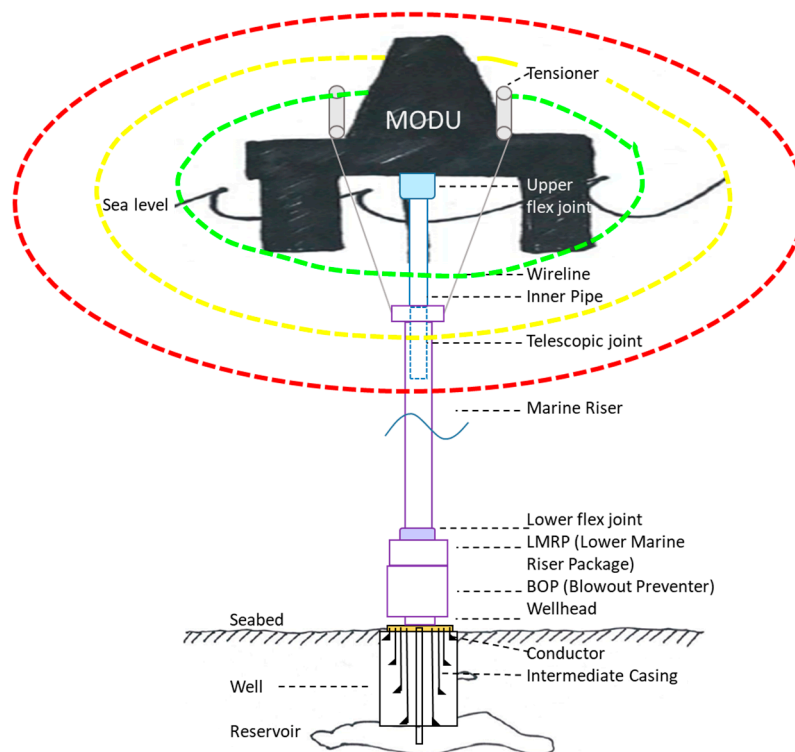 Tensioner
MODU
Upper
flex joint
Sea level
Wireline
Inner Pipe
Telescopic joint
Marine Riser
Lower flex joint
LMRP (Lower Marine
Riser Package)
BOP (Blowout Preventer)
Wellhead
Seabed
Conductor
Intermediate Casing
Well
Reservoir